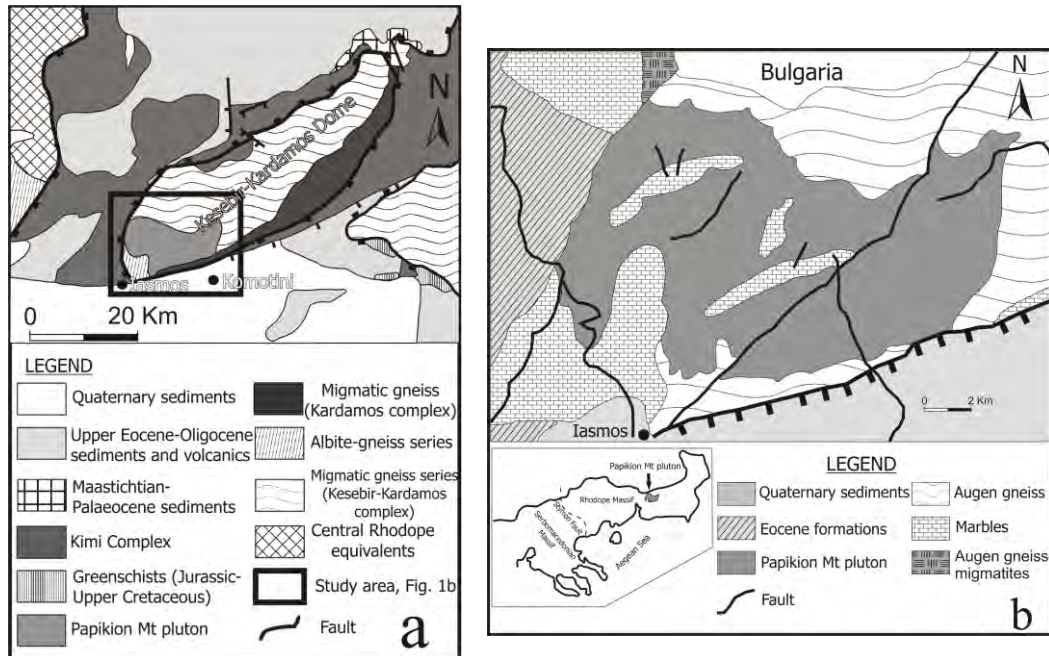 N
Kesebir-Kardamos Dome
Iasmos
Komotini
0
20 Km
LEGEND
Quaternary sediments
Upper Eocene-Oligocene
sediments and volcanics
Maastichtian-
Palaeocene sediments
Kimi Complex
Greenschists (Jurassic-
Upper Cretaceous)
Papikion Mt pluton
Migmatic gneiss
(Kardamos complex)
Albite-gneiss series
Migmatic gneiss series
(Kesebir-Kardamos
complex)
Central Rhodope
equivalents
Study area, Fig. 1b
Fault
a
Bulgaria
N
0
2 Km
Iasmos
Papikion Mt pluton
Rhodope Massif
Strimon Fault
Serbomacedonian
Massif
Aegean Sea
LEGEND
Quaternary sediments
Eocene formations
Papikion Mt pluton
Fault
Augen gneiss
Marbles
Augen gneiss
migmatites
b